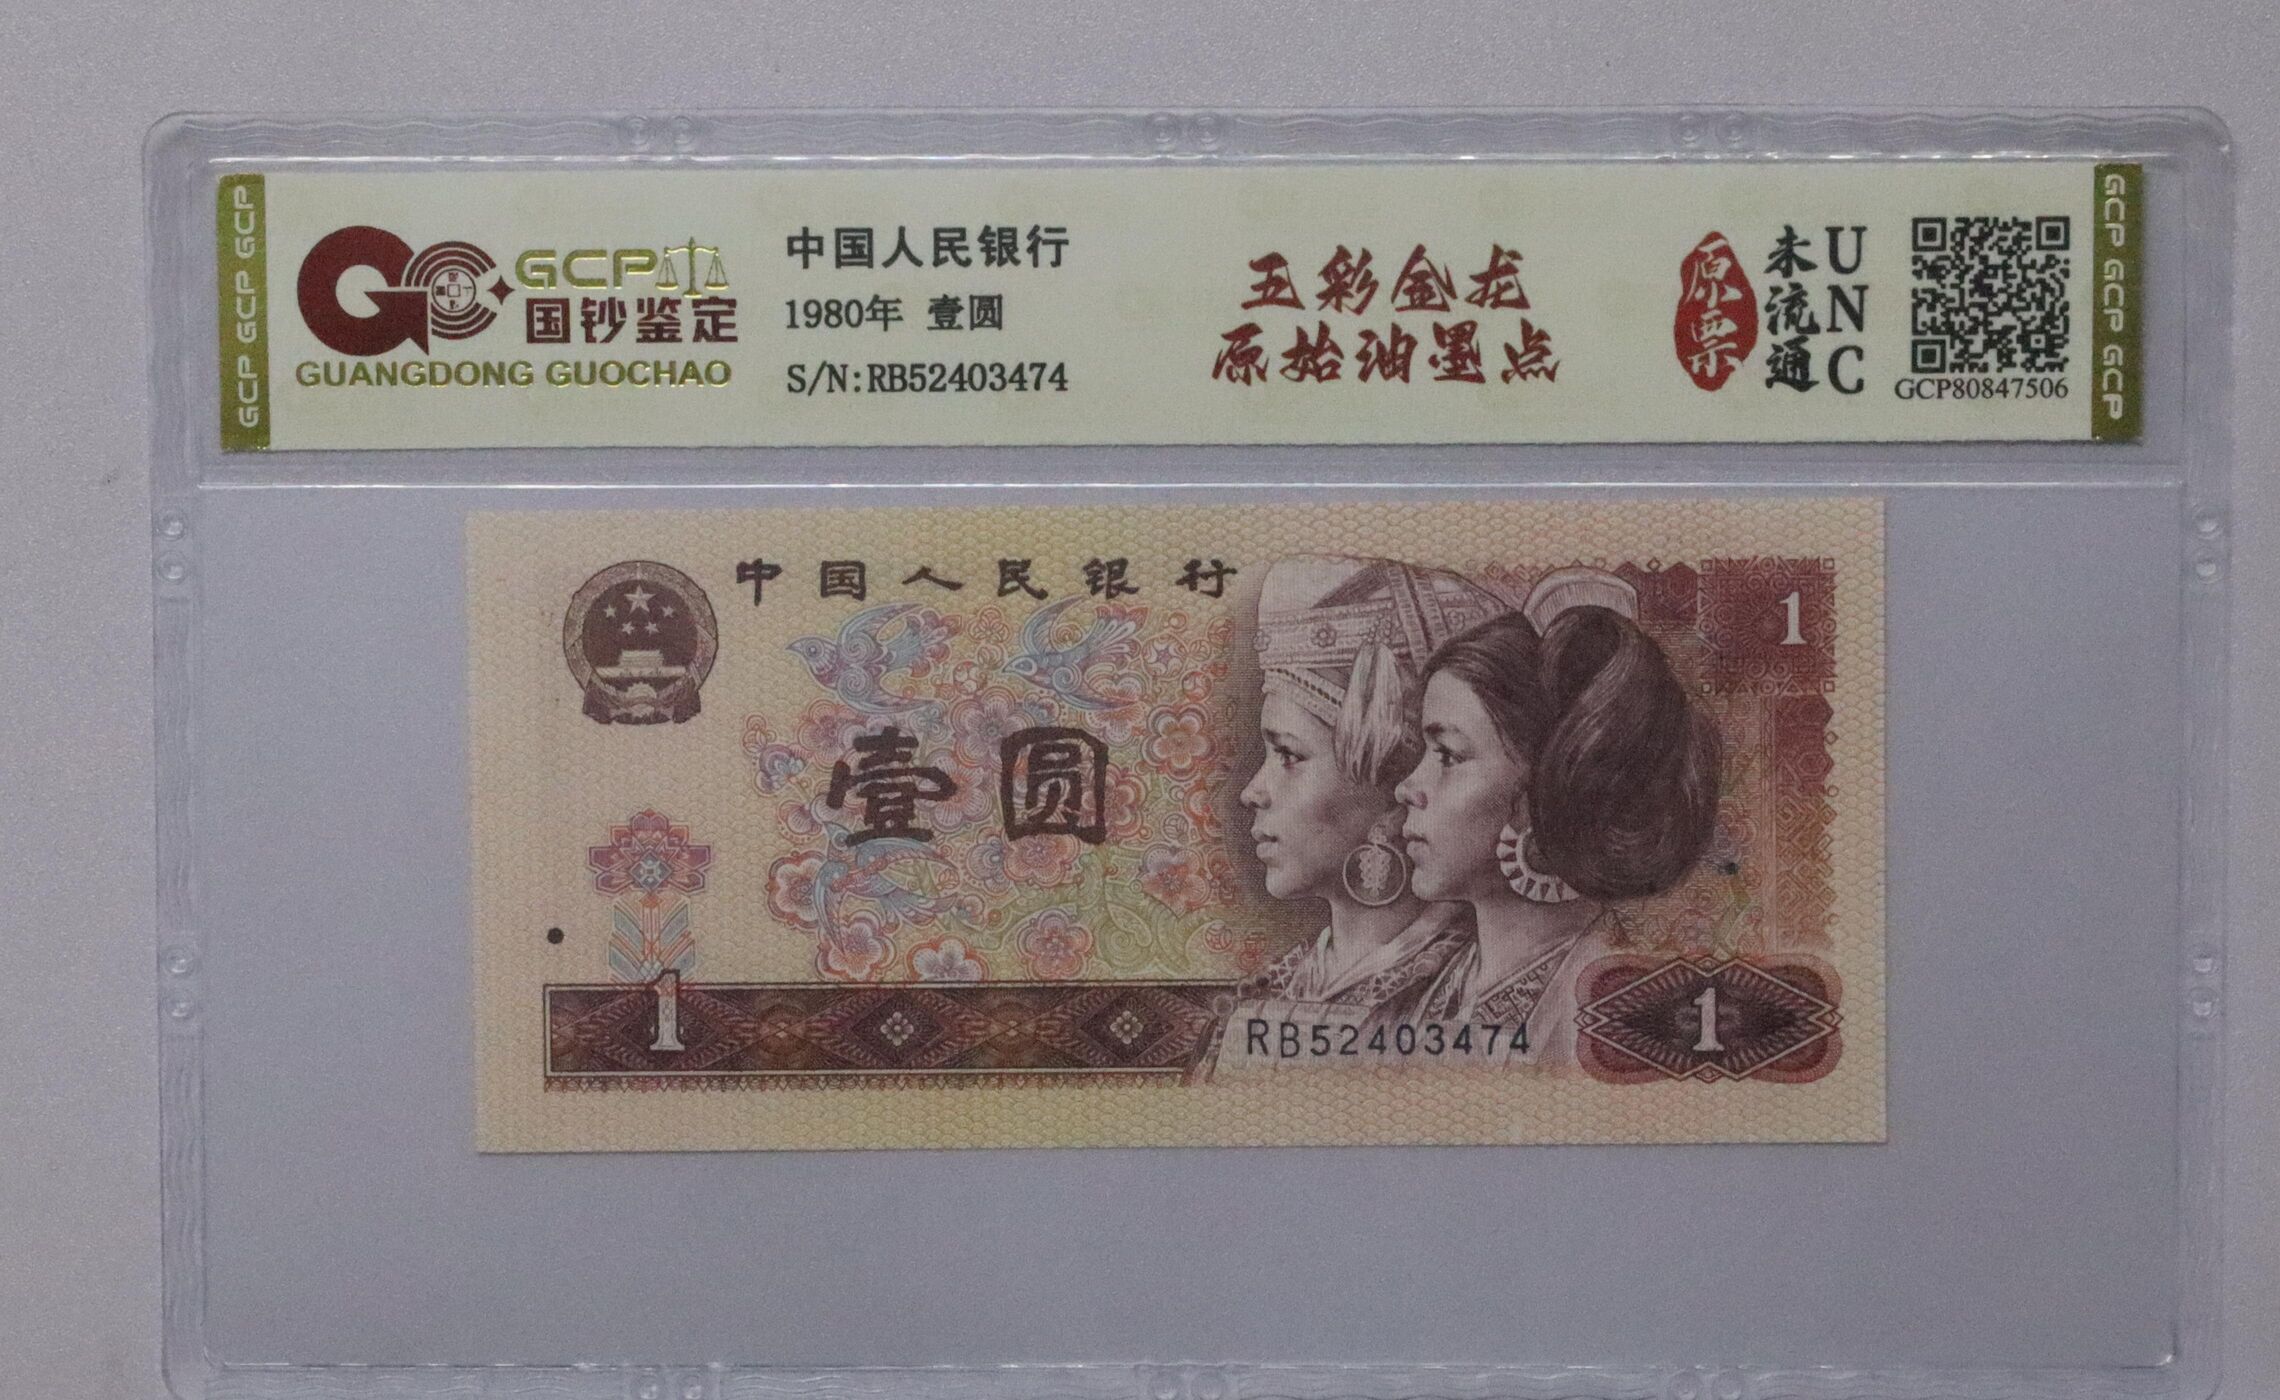 GCP GCP GCP
GCP
国钞鉴定
GUANGDONG GUOCHAO
中国人民银行
1980年 壹圆
S/N:RB52403474
五彩金龙
原始油墨点
原票
未流通
UNC
GCP80847506
GCP GCP GCP
中国人民银行
1
壹圆
1
RB52403474
1